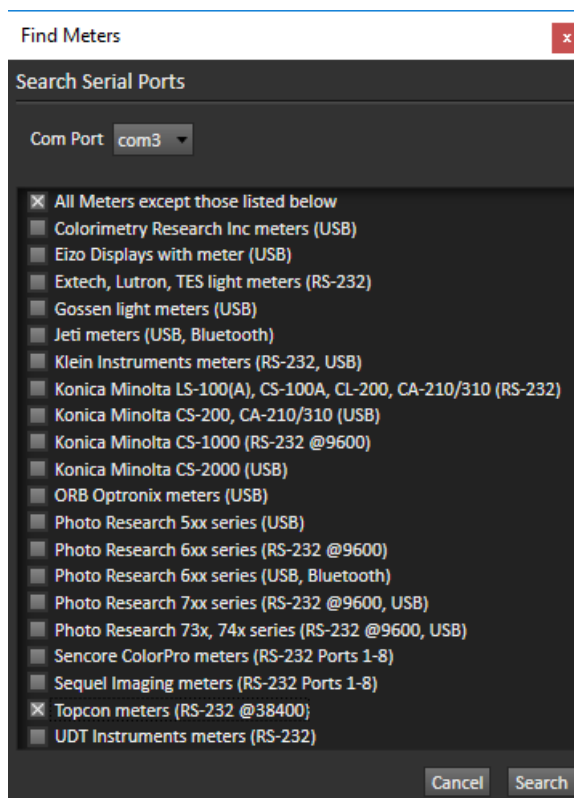 Find Meters
x
Search Serial Ports
Com Port com3
All Meters except those listed below
Colorimetry Research Inc meters (USB)
Eizo Displays with meter (USB)
Extech, Lutron, TES light meters (RS-232)
Gossen light meters (USB)
Jeti meters (USB, Bluetooth)
Klein Instruments meters (RS-232, USB)
Konica Minolta LS-100(A), CS-100A, CL-200, CA-210/310 (RS-232)
Konica Minolta CS-200, CA-210/310 (USB)
Konica Minolta CS-1000 (RS-232 @9600)
Konica Minolta CS-2000 (USB)
ORB Optronix meters (USB)
Photo Research 5xx series (USB)
Photo Research 6xx series (RS-232 @9600)
Photo Research 6xx series (USB, Bluetooth)
Photo Research 7xx series (RS-232 @9600, USB)
Photo Research 73x, 74x series (RS-232 @9600, USB)
Sencore ColorPro meters (RS-232 Ports 1-8)
Sequel Imaging meters (RS-232 Ports 1-8)
Topcon meters (RS-232 @38400}
UDT Instruments meters (RS-232)
Cancel Search